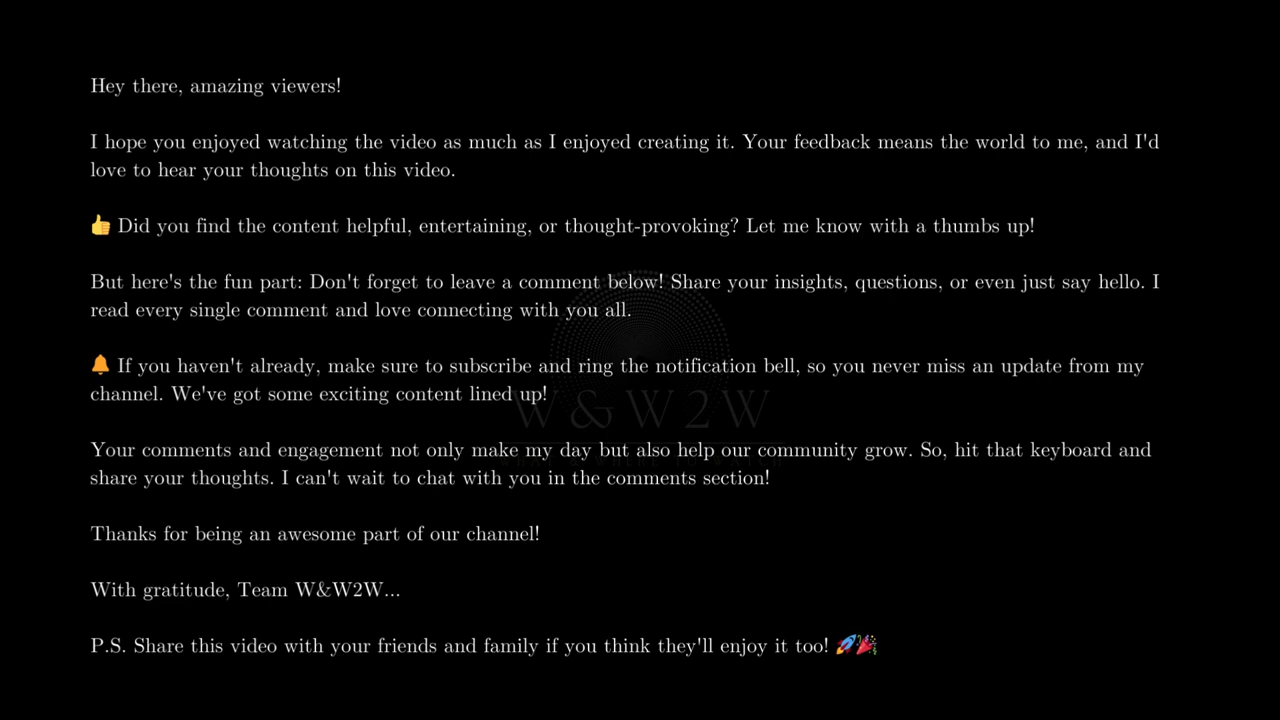 Hey there, amazing viewers!
I hope you enjoyed watching the video as much as I enjoyed creating it. Your feedback means the world to me, and I'd
love to hear your thoughts on this video.
👍 Did you find the content helpful, entertaining, or thought-provoking? Let me know with a thumbs up!
But here's the fun part: Don't forget to leave a comment below! Share your insights, questions, or even just say hello. I
read every single comment and love connecting with you all.
🔔 If you haven't already, make sure to subscribe and ring the notification bell, so you never miss an update from my
channel. We've got some exciting content lined up!
W&W2W
Your comments and engagement not only make my day but also help our community grow. So, hit that keyboard and
share your thoughts. I can't wait to chat with you in the comments section!
Thanks for being an awesome part of our channel!
With gratitude, Team W&W2W...
P.S. Share this video with your friends and family if you think they'll enjoy it too! 🚀🎉